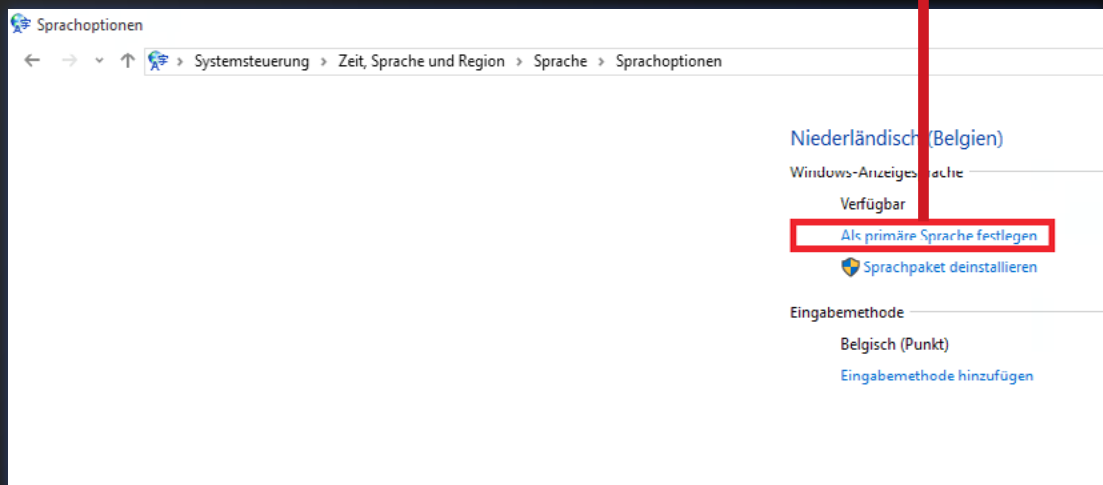 Sprachoptionen
Systemsteuerung > Zeit, Sprache und Region > Sprache > Sprachoptionen
Niederländisch (Belgien)
Windows-Anzeigesprache
Verfügbar
Als primäre Sprache festlegen
Sprachpaket deinstallieren
Eingabemethode
Belgisch (Punkt)
Eingabemethode hinzufügen